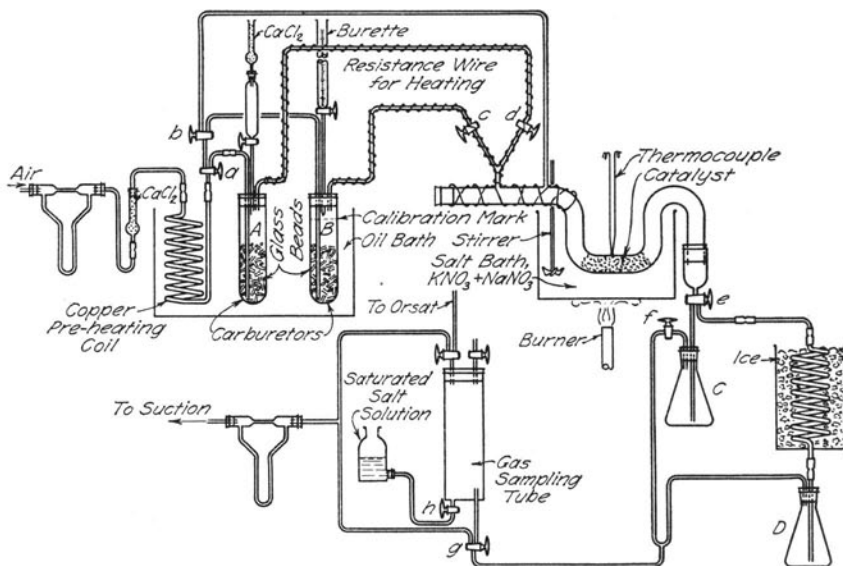 CaCl2
Burette
Resistance Wire
for Heating
b
c
d
Air
CaCl2
a
Thermocouple
Catalyst
A
B
Glass
Beads
Calibration Mark
Oil Bath
Stirrer
Salt Bath,
KNO3+NaNO3
Copper
Pre-heating
Coil
Carburetors
To Orsat
Burner
e
f
Ice
C
Saturated
Salt
Solution
To Suction
Gas
Sampling
Tube
h
g
D